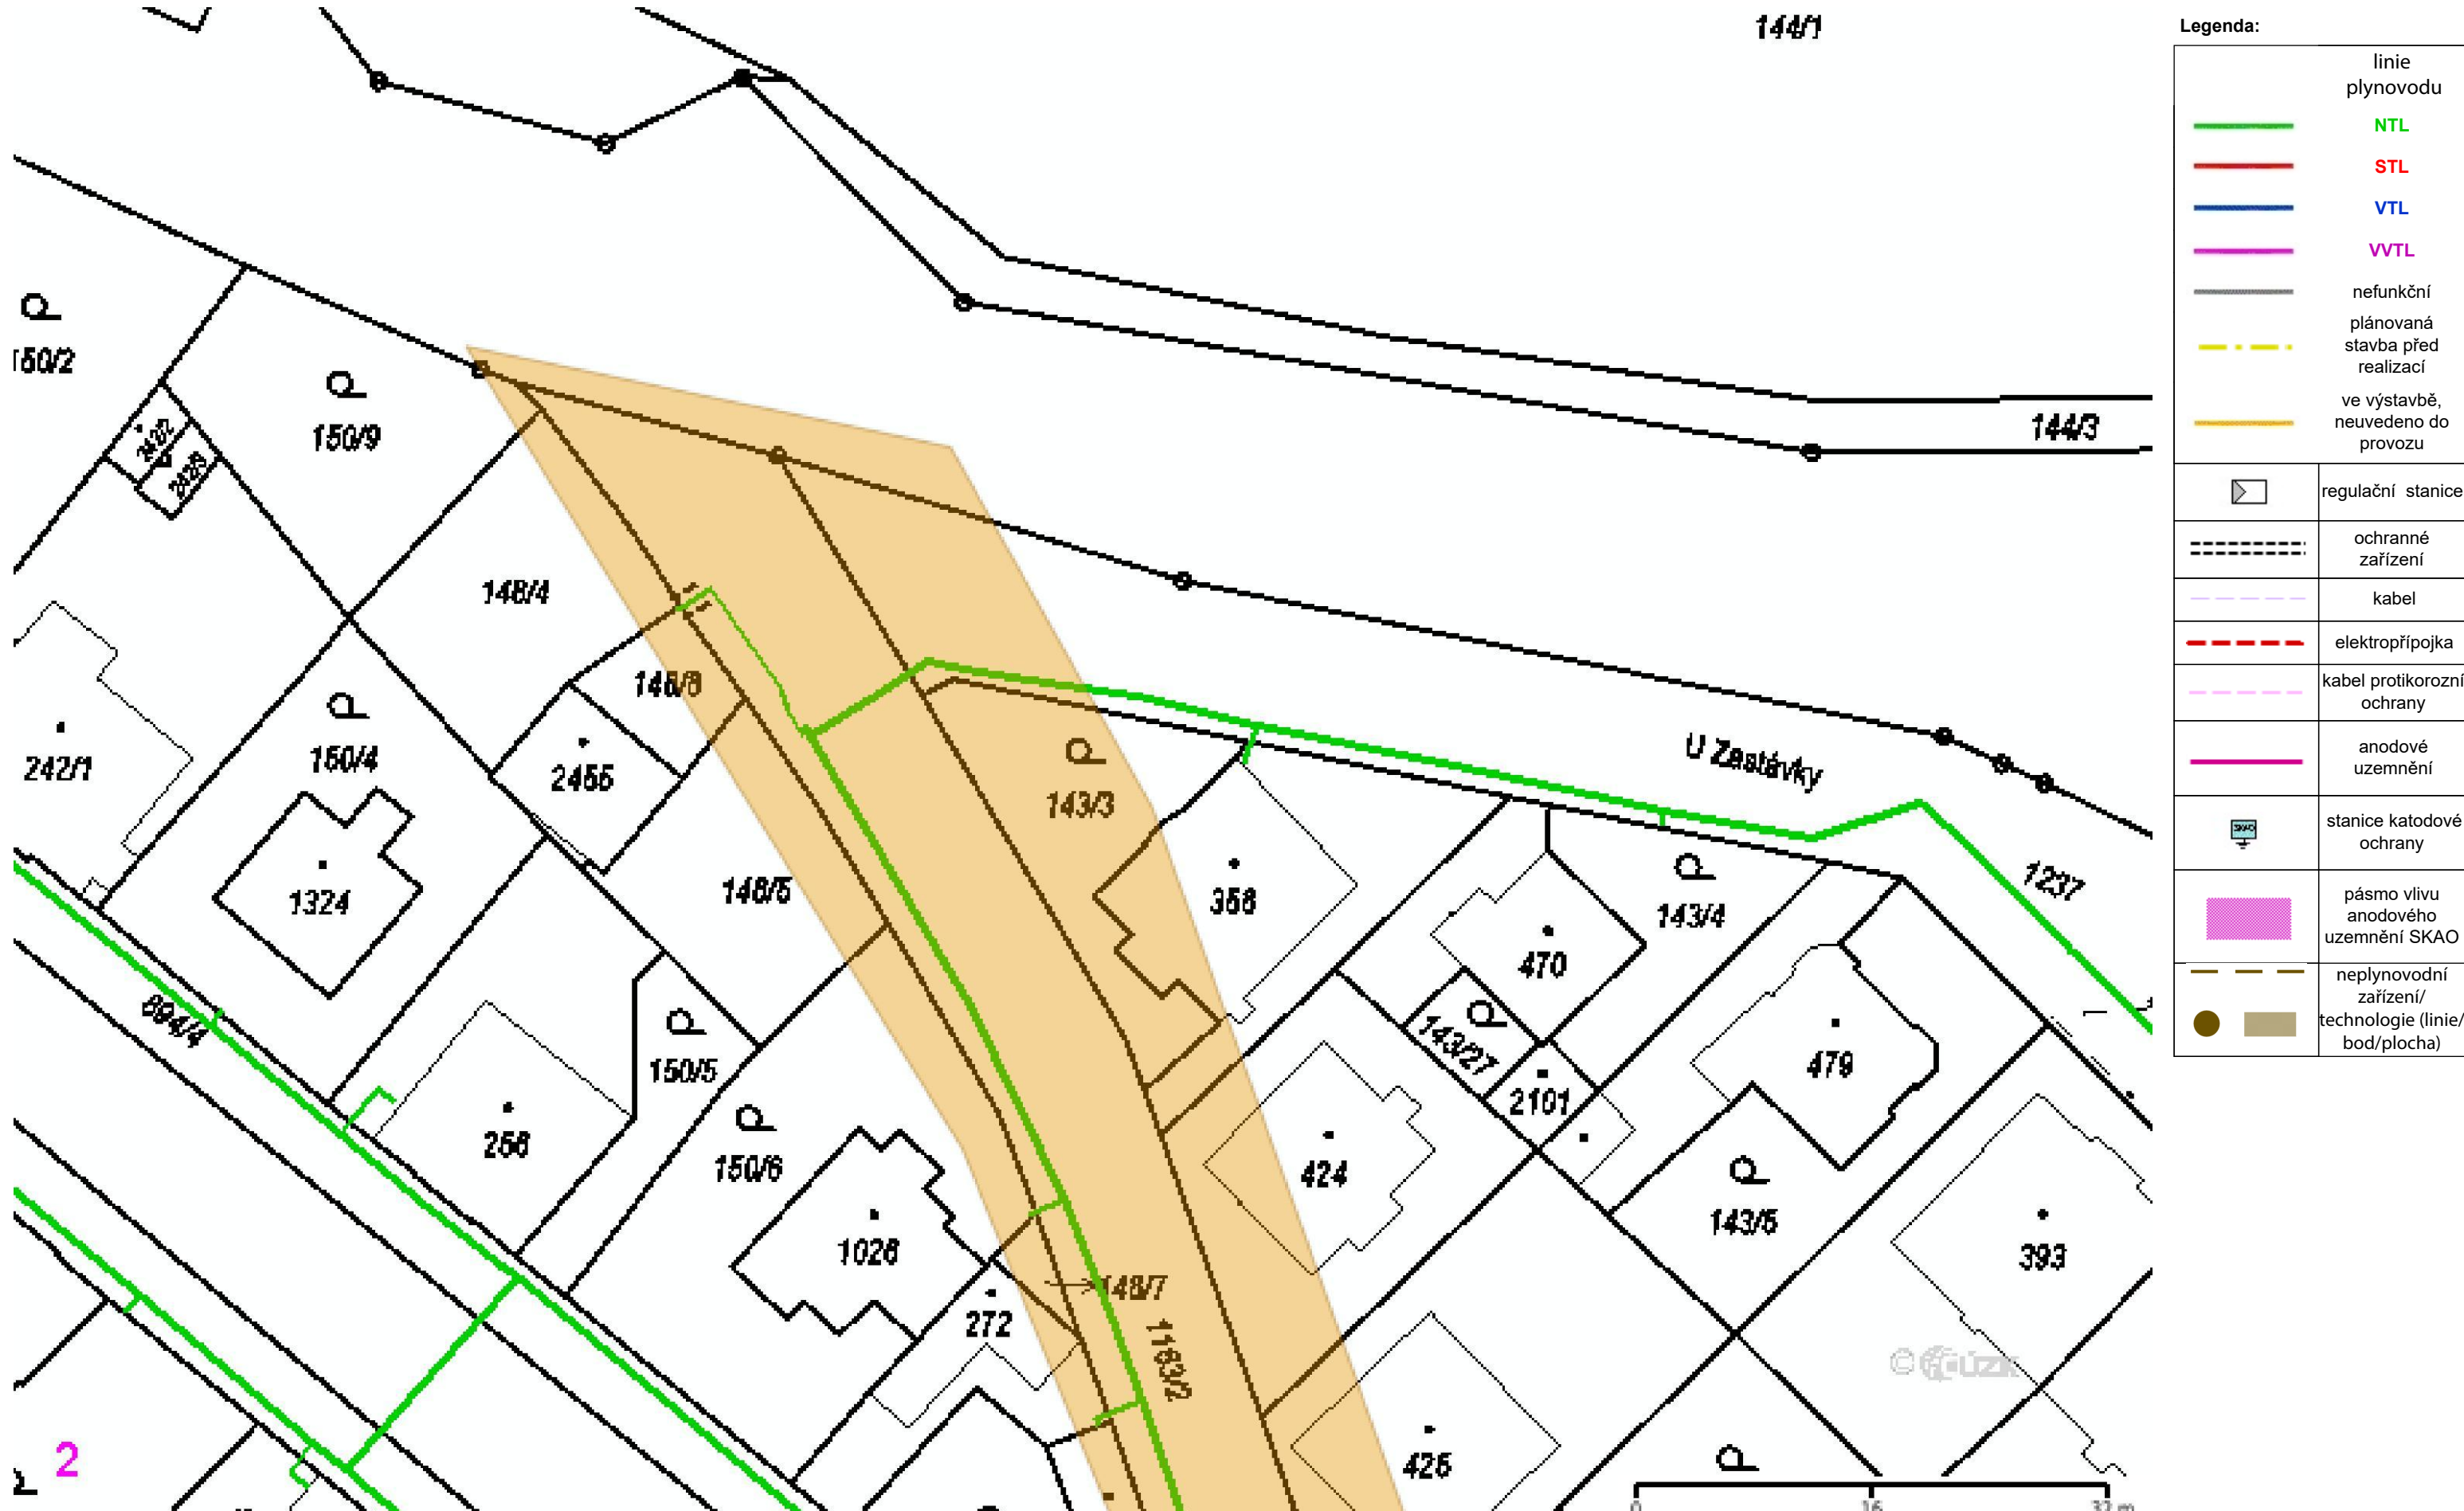 144/1
Legenda:
linie
plynovodu
NTL
STL
VTL
VVTL
nefunkční
plánovaná
stavba před
realizací
ve výstavbě,
neuvedeno do
provozu
regulační stanice
ochranné
zařízení
kabel
elektropřípojka
kabel protikorozní
ochrany
anodové
uzemnění
stanice katodové
ochrany
pásmo vlivu
anodového
uzemnění SKAO
neplynovodní
zařízení/
technologie (linie/
bod/plocha)
150/2
150/9
144/3
148/4
148/8
150/4
242/1
2455
143/3
U Zastávky
1324
148/5
358
143/4
1237
470
694/4
150/5
143/27
479
2101
256
150/6
424
143/5
1026
393
148/7
272
1183/2
426
2
0 16 32 m